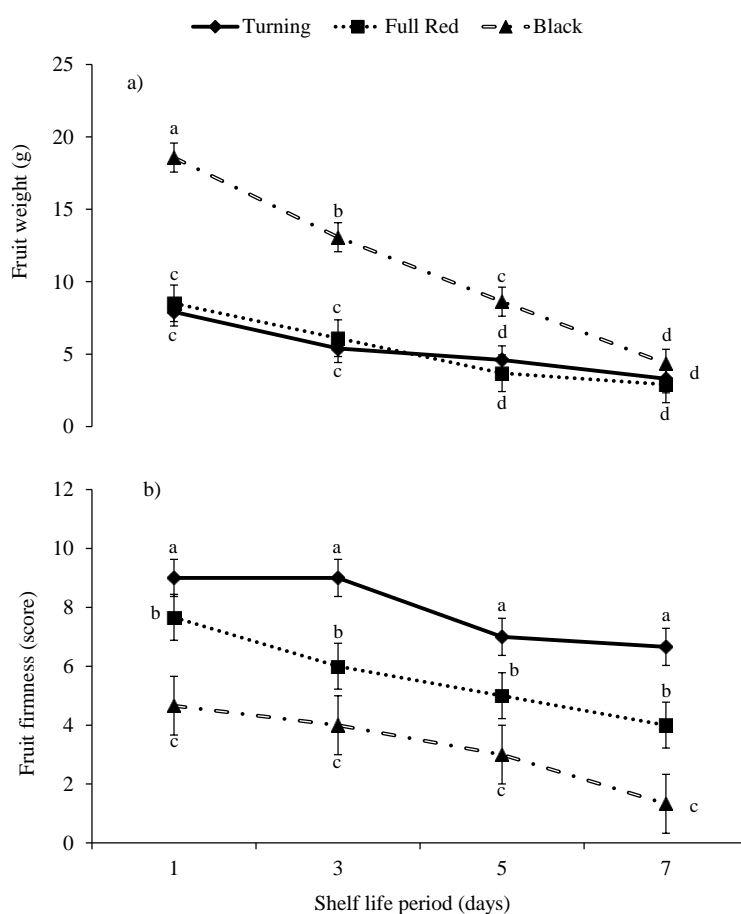 Turning Full Red Black
a)
Fruit weight (g)
25
20
15
10
5
0
a
b
c
c
c
c
c
d
d
d
d
d
b)
Fruit firmness (score)
12
10
8
6
4
2
0
a
a
a
a
b
b
b
b
c
c
c
c
1 3 5 7
Shelf life period (days)